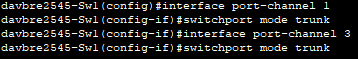 davbre2545-Sw1(config)#interface port-channel 1
davbre2545-Sw1(config-if)#switchport mode trunk
davbre2545-Sw1(config-if)#interface port-channel 3
davbre2545-Sw1(config-if)#switchport mode trunk